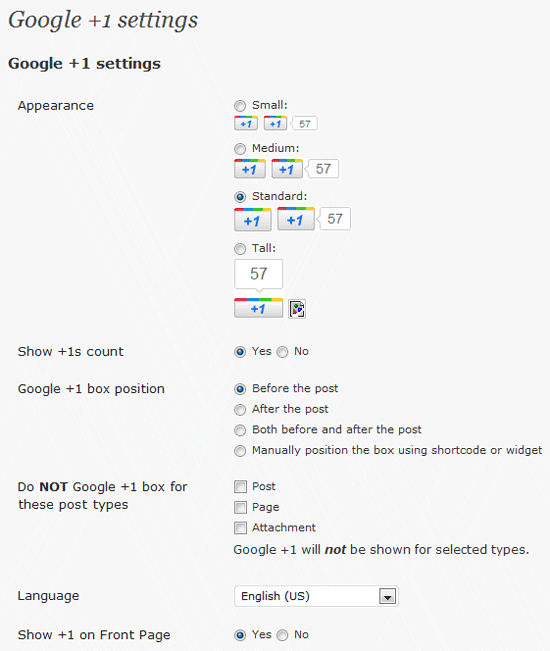 Google +1 settings
Google +1 settings
Appearance
Small:
+1 +1 57
Medium:
+1 +1 57
Standard:
+1 +1 57
Tall:
57
+1
Show +1s count
Yes No
Google +1 box position
Before the post
After the post
Both before and after the post
Manually position the box using shortcode or widget
Do NOT Google +1 box for
these post types
Post
Page
Attachment
Google +1 will not be shown for selected types.
Language
English (US)
Show +1 on Front Page
Yes No